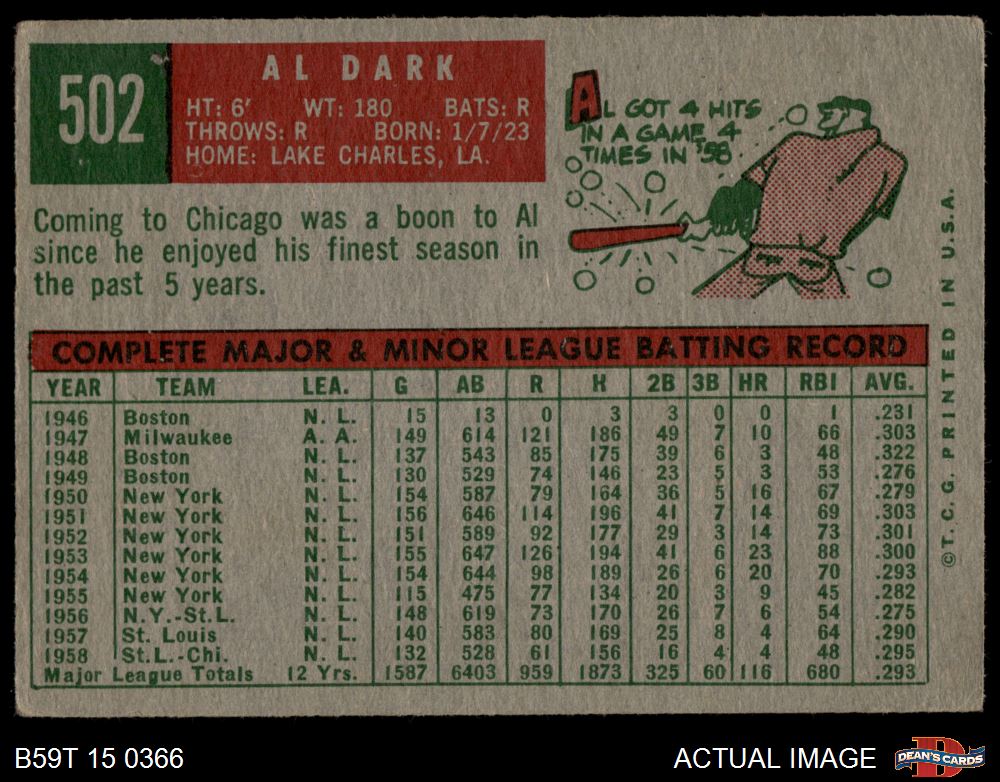 502
AL DARK
HT: 6' WT: 180 BATS: R
THROWS: R BORN: 1/7/23
HOME: LAKE CHARLES, LA.
AL GOT 4 HITS
IN A GAME 4
TIMES IN '58.
Coming to Chicago was a boon to Al
since he enjoyed his finest season in
the past 5 years.
COMPLETE MAJOR & MINOR LEAGUE BATTING RECORD
YEAR TEAM LEA. G AB R H 2B 3B HR RBI AVG.
1946 Boston N. L. 15 13 0 3 3 0 0 1 .231
1947 Milwaukee A. A. 149 614 121 186 49 7 10 66 .303
1948 Boston N. L. 137 543 85 175 39 6 3 48 .322
1949 Boston N. L. 130 529 74 146 23 5 3 53 .276
1950 New York N. L. 154 587 79 164 36 5 16 67 .279
1951 New York N. L. 156 646 114 196 41 7 14 69 .303
1952 New York N. L. 151 589 92 177 29 3 14 73 .301
1953 New York N. L. 155 647 126 194 41 6 23 88 .300
1954 New York N. L. 154 644 98 189 26 6 20 70 .293
1955 New York N. L. 115 475 77 134 20 3 9 45 .282
1956 N.Y.-St.L. N. L. 148 619 73 170 26 7 6 54 .275
1957 St. Louis N. L. 140 583 80 169 25 8 4 64 .290
1958 St.L.-Chi. N. L. 132 528 61 156 16 4 4 48 .295
Major League Totals 12 Yrs. 1587 6403 959 1873 325 60 116 680 .293
©T.C.G. PRINTED IN U.S.A.
B59T 15 0366
ACTUAL IMAGE
D
DEAN'S CARDS